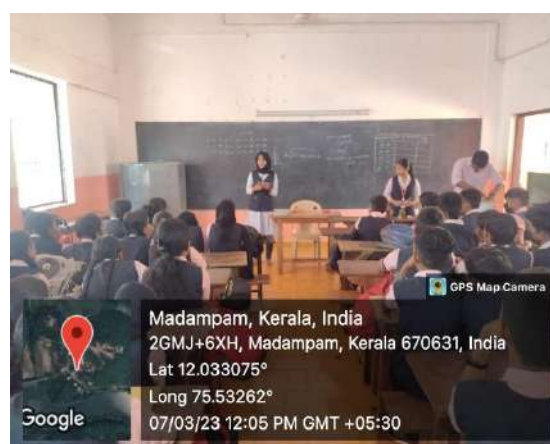 GPS Map Camera
Madampam, Kerala, India
2GMJ+6XH, Madampam, Kerala 670631, India
Lat 12.033075°
Long 75.53262°
07/03/23 12:05 PM GMT +05:30
Google